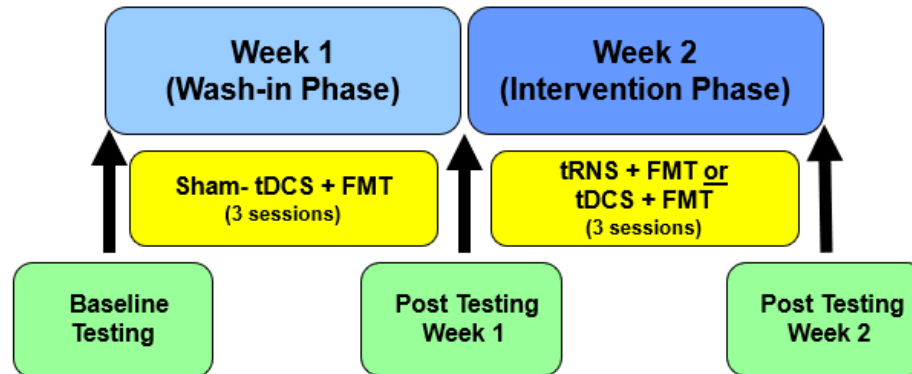 Week 1
(Wash-in Phase)
Week 2
(Intervention Phase)
Sham- tDCS + FMT
(3 sessions)
tRNS + FMT or
tDCS + FMT
(3 sessions)
Baseline
Testing
Post Testing
Week 1
Post Testing
Week 2